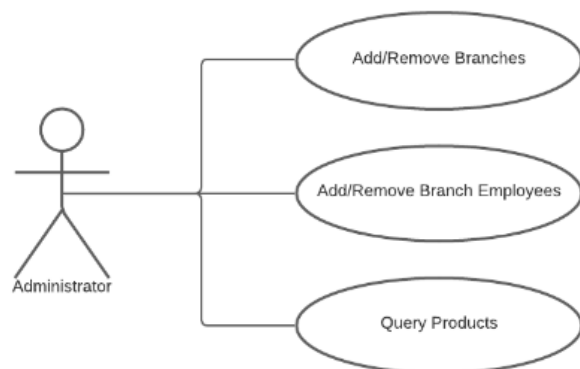 Add/Remove Branches
Add/Remove Branch Employees
Administrator
Query Products